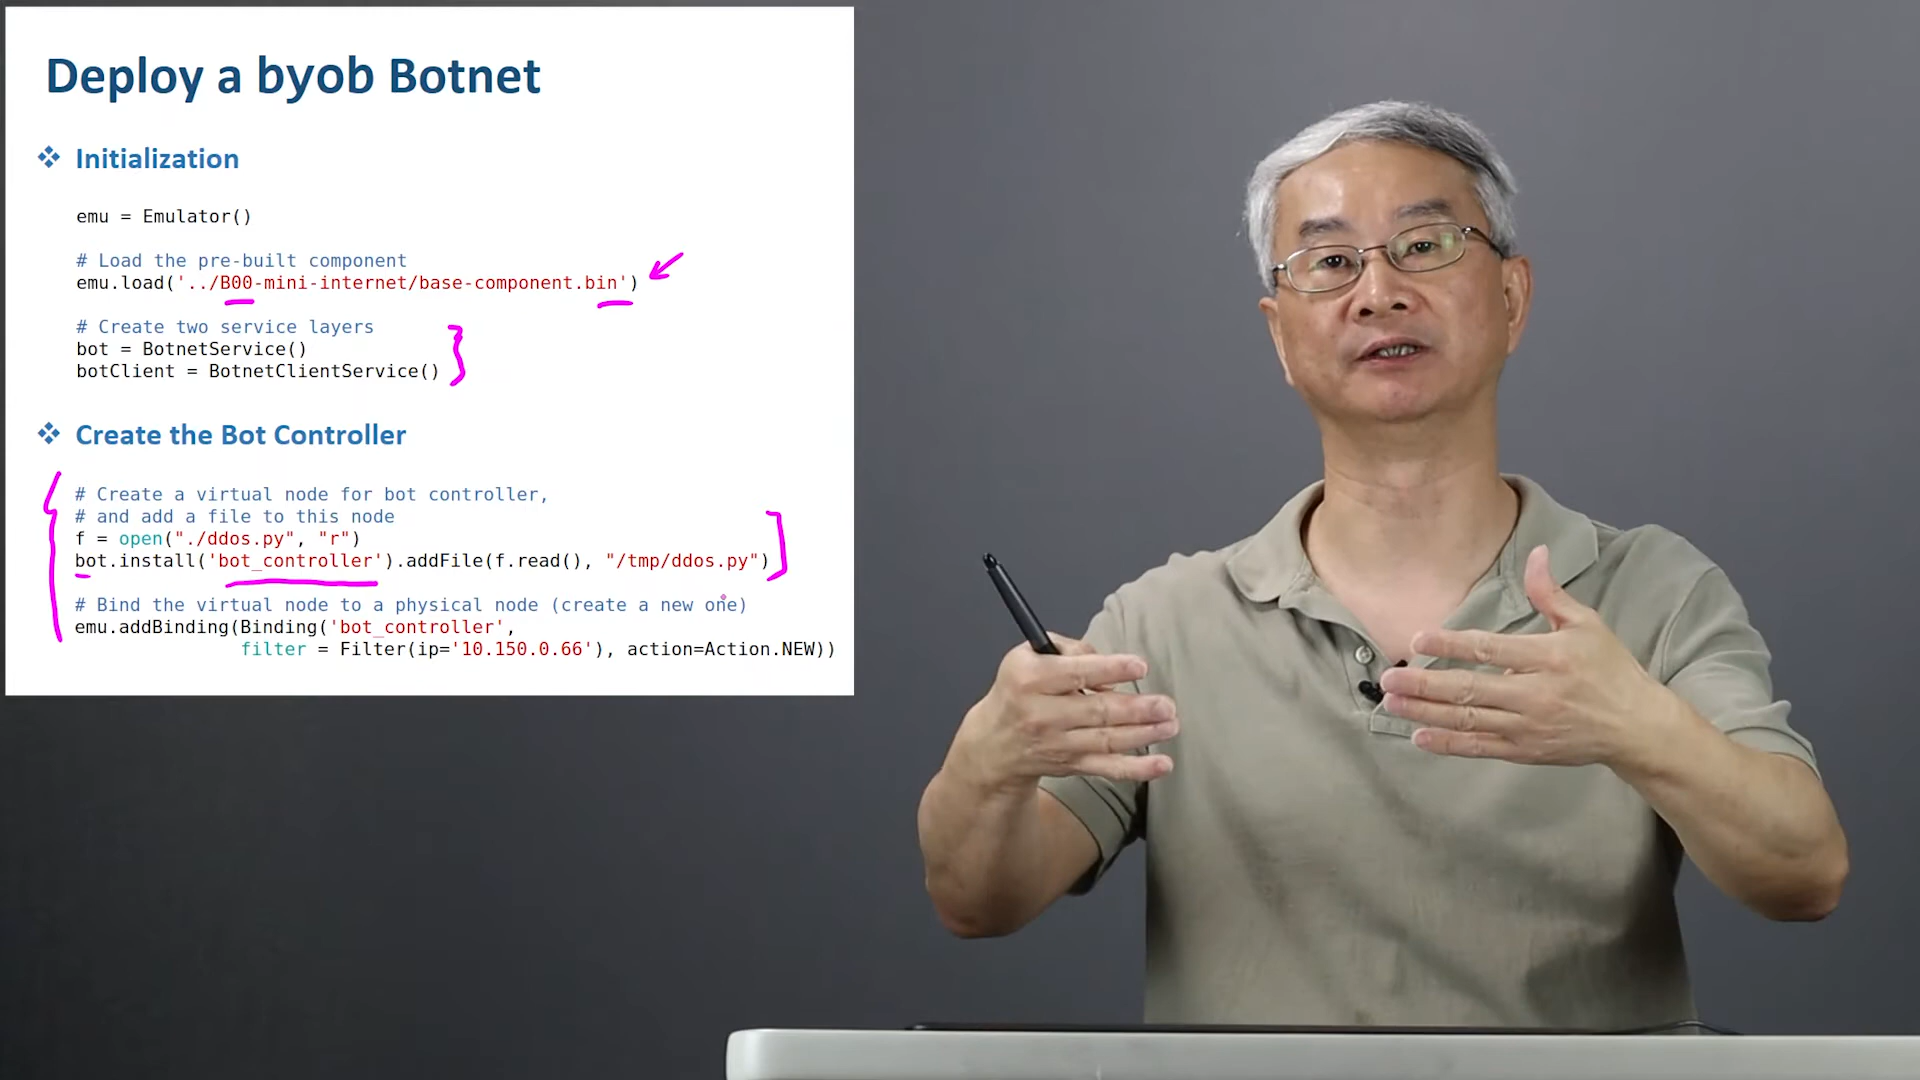 Deploy a byob Botnet
❖ Initialization
emu = Emulator()
# Load the pre-built component
emu.load('../B00-mini-internet/base-component.bin')
# Create two service layers
bot = BotnetService()
botClient = BotnetClientService()
❖ Create the Bot Controller
# Create a virtual node for bot controller,
# and add a file to this node
f = open("./ddos.py", "r")
bot.install('bot_controller').addFile(f.read(), "/tmp/ddos.py")
# Bind the virtual node to a physical node (create a new one)
emu.addBinding(Binding('bot_controller',
filter = Filter(ip='10.150.0.66'), action=Action.NEW))